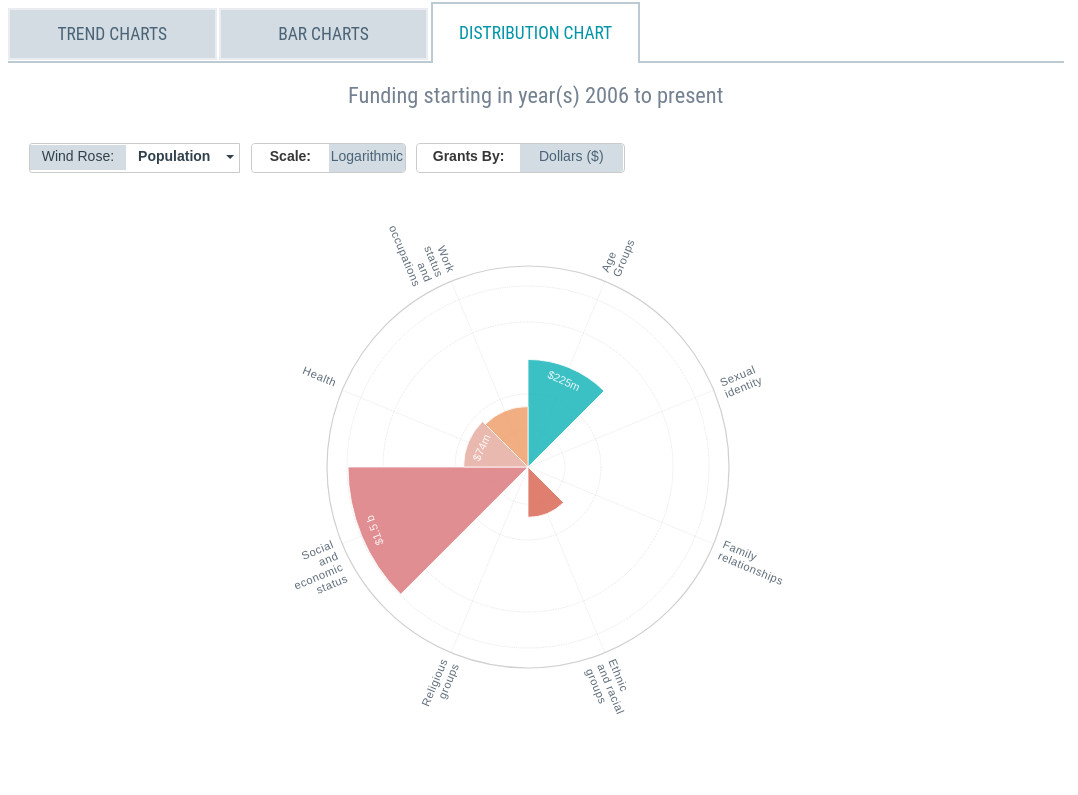 TREND CHARTS
BAR CHARTS
DISTRIBUTION CHART
Funding starting in year(s) 2006 to present
Wind Rose: Population
Scale: Logarithmic
Grants By: Dollars ($)
Work
status
and
occupations
Age
Groups
Health
Sexual
identity
$225m
$74m
$1.5 b
Social
and
economic
status
Family
relationships
Religious
groups
Ethnic
and racial
groups